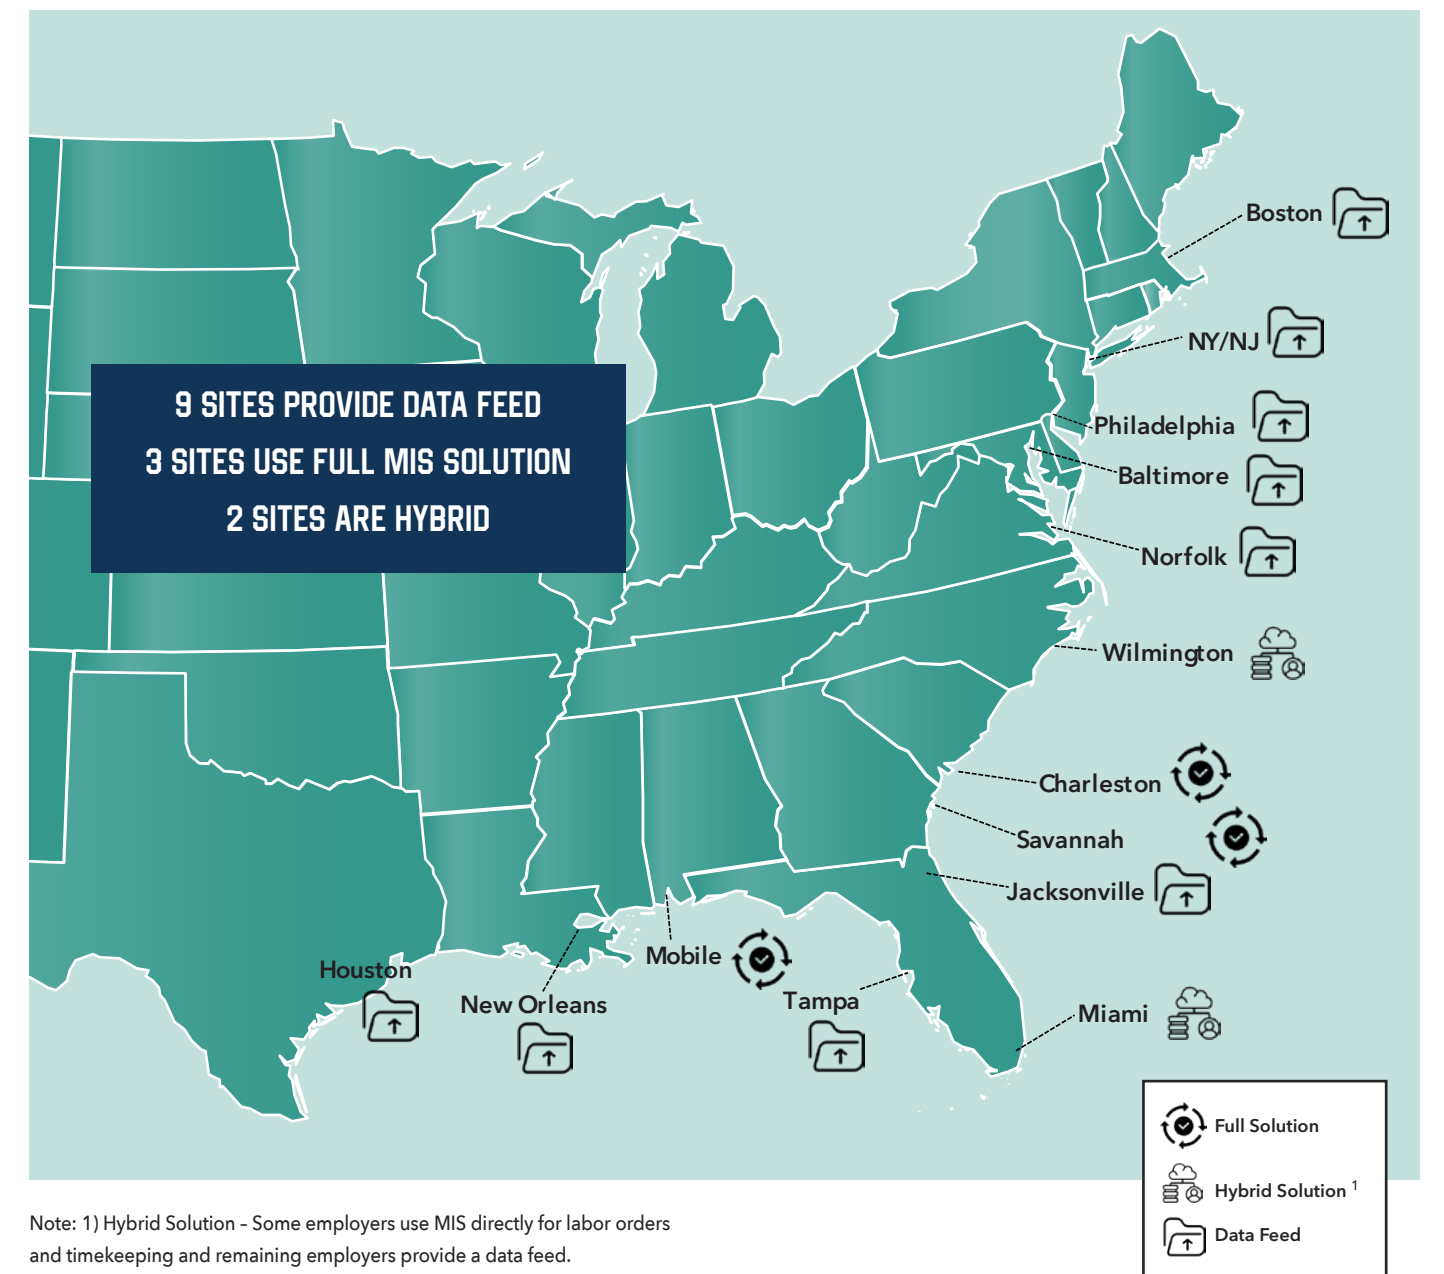 Boston
NY/NJ
9 SITES PROVIDE DATA FEED
3 SITES USE FULL MIS SOLUTION
2 SITES ARE HYBRID
Philadelphia
Baltimore
Norfolk
Wilmington
Charleston
Savannah
Jacksonville
Mobile
Houston
New Orleans
Tampa
Miami
Full Solution
Hybrid Solution 1
Data Feed
Note: 1) Hybrid Solution – Some employers use MIS directly for labor orders
and timekeeping and remaining employers provide a data feed.